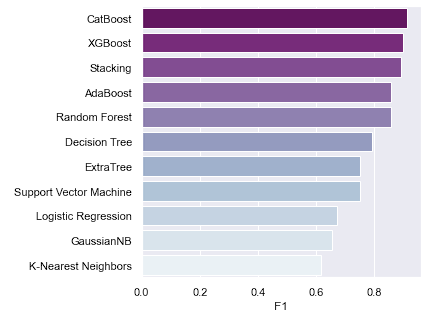 CatBoost
XGBoost
Stacking
AdaBoost
Random Forest
Decision Tree
ExtraTree
Support Vector Machine
Logistic Regression
GaussianNB
K-Nearest Neighbors
0.0 0.2 0.4 0.6 0.8
F1